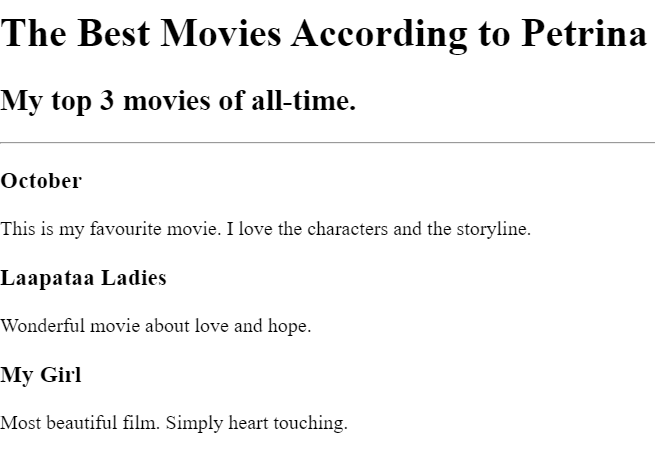 The Best Movies According to Petrina
My top 3 movies of all-time.
October
This is my favourite movie. I love the characters and the storyline.
Laapataa Ladies
Wonderful movie about love and hope.
My Girl
Most beautiful film. Simply heart touching.